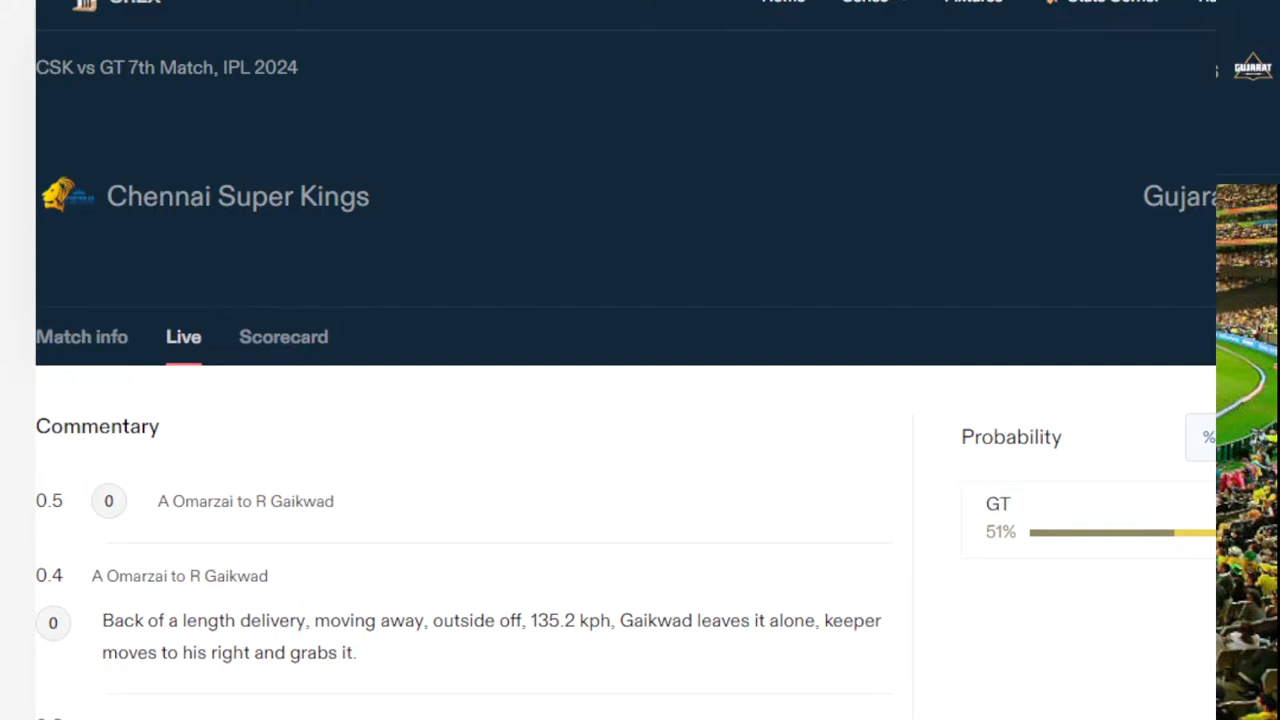 CSK vs GT 7th Match, IPL 2024
GUJARAT
Chennai Super Kings
Match info Live Scorecard
Commentary
Probability
%
0.5 0 A Omarzai to R Gaikwad
GT
51%
0.4 A Omarzai to R Gaikwad
0 Back of a length delivery, moving away, outside off, 135.2 kph, Gaikwad leaves it alone, keeper
moves to his right and grabs it.